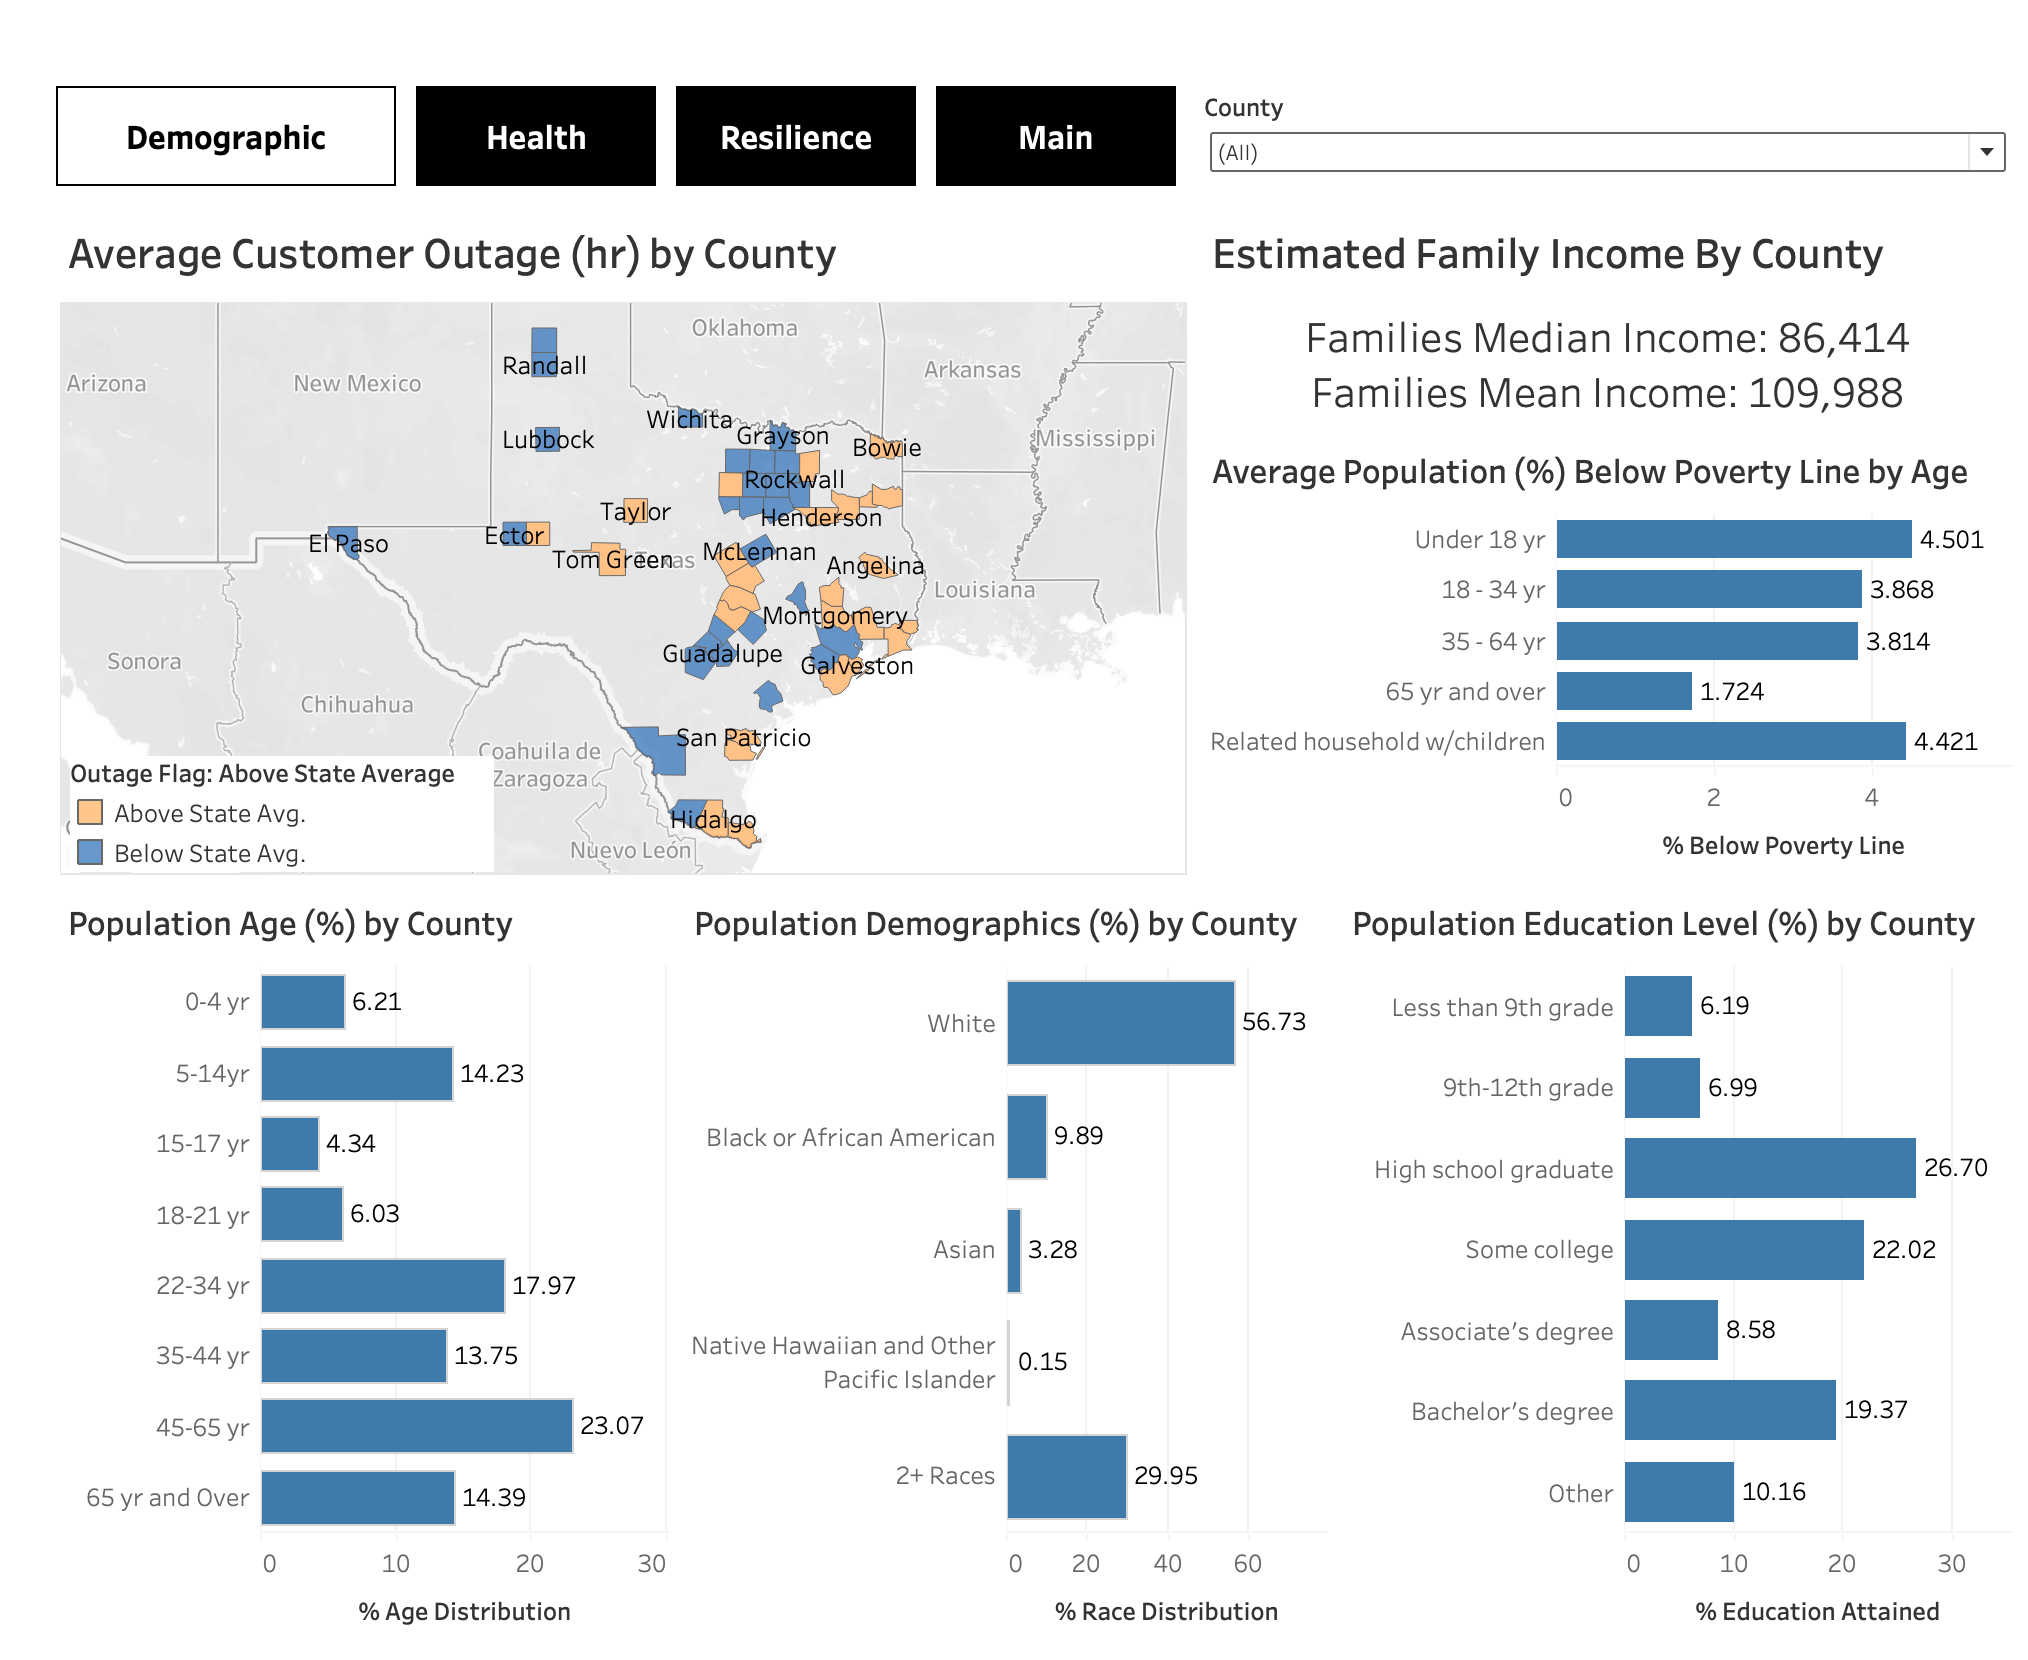 Demographic
Health
Resilience
Main
County
(All)
Average Customer Outage (hr) by County
Oklahoma
Arkansas
Arizona
New Mexico
Mississippi
Texas
Louisiana
Sonora
Chihuahua
Coahuila de
Zaragoza
Nuevo León
Randall
Wichita
Lubbock
Grayson
Bowie
Rockwall
Taylor
Henderson
Ector
El Paso
McLennan
Tom Green
Angelina
Montgomery
Guadalupe
Galveston
San Patricio
Hidalgo
Outage Flag: Above State Average
Above State Avg.
Below State Avg.
Estimated Family Income By County
Families Median Income: 86,414
Families Mean Income: 109,988
Average Population (%) Below Poverty Line by Age
Under 18 yr 4.501
18 - 34 yr 3.868
35 - 64 yr 3.814
65 yr and over 1.724
Related household w/children 4.421
0 2 4
% Below Poverty Line
Population Age (%) by County
0-4 yr 6.21
5-14yr 14.23
15-17 yr 4.34
18-21 yr 6.03
22-34 yr 17.97
35-44 yr 13.75
45-65 yr 23.07
65 yr and Over 14.39
0 10 20 30
% Age Distribution
Population Demographics (%) by County
White 56.73
Black or African American 9.89
Asian 3.28
Native Hawaiian and Other
Pacific Islander 0.15
2+ Races 29.95
0 20 40 60
% Race Distribution
Population Education Level (%) by County
Less than 9th grade 6.19
9th-12th grade 6.99
High school graduate 26.70
Some college 22.02
Associate’s degree 8.58
Bachelor’s degree 19.37
Other 10.16
0 10 20 30
% Education Attained